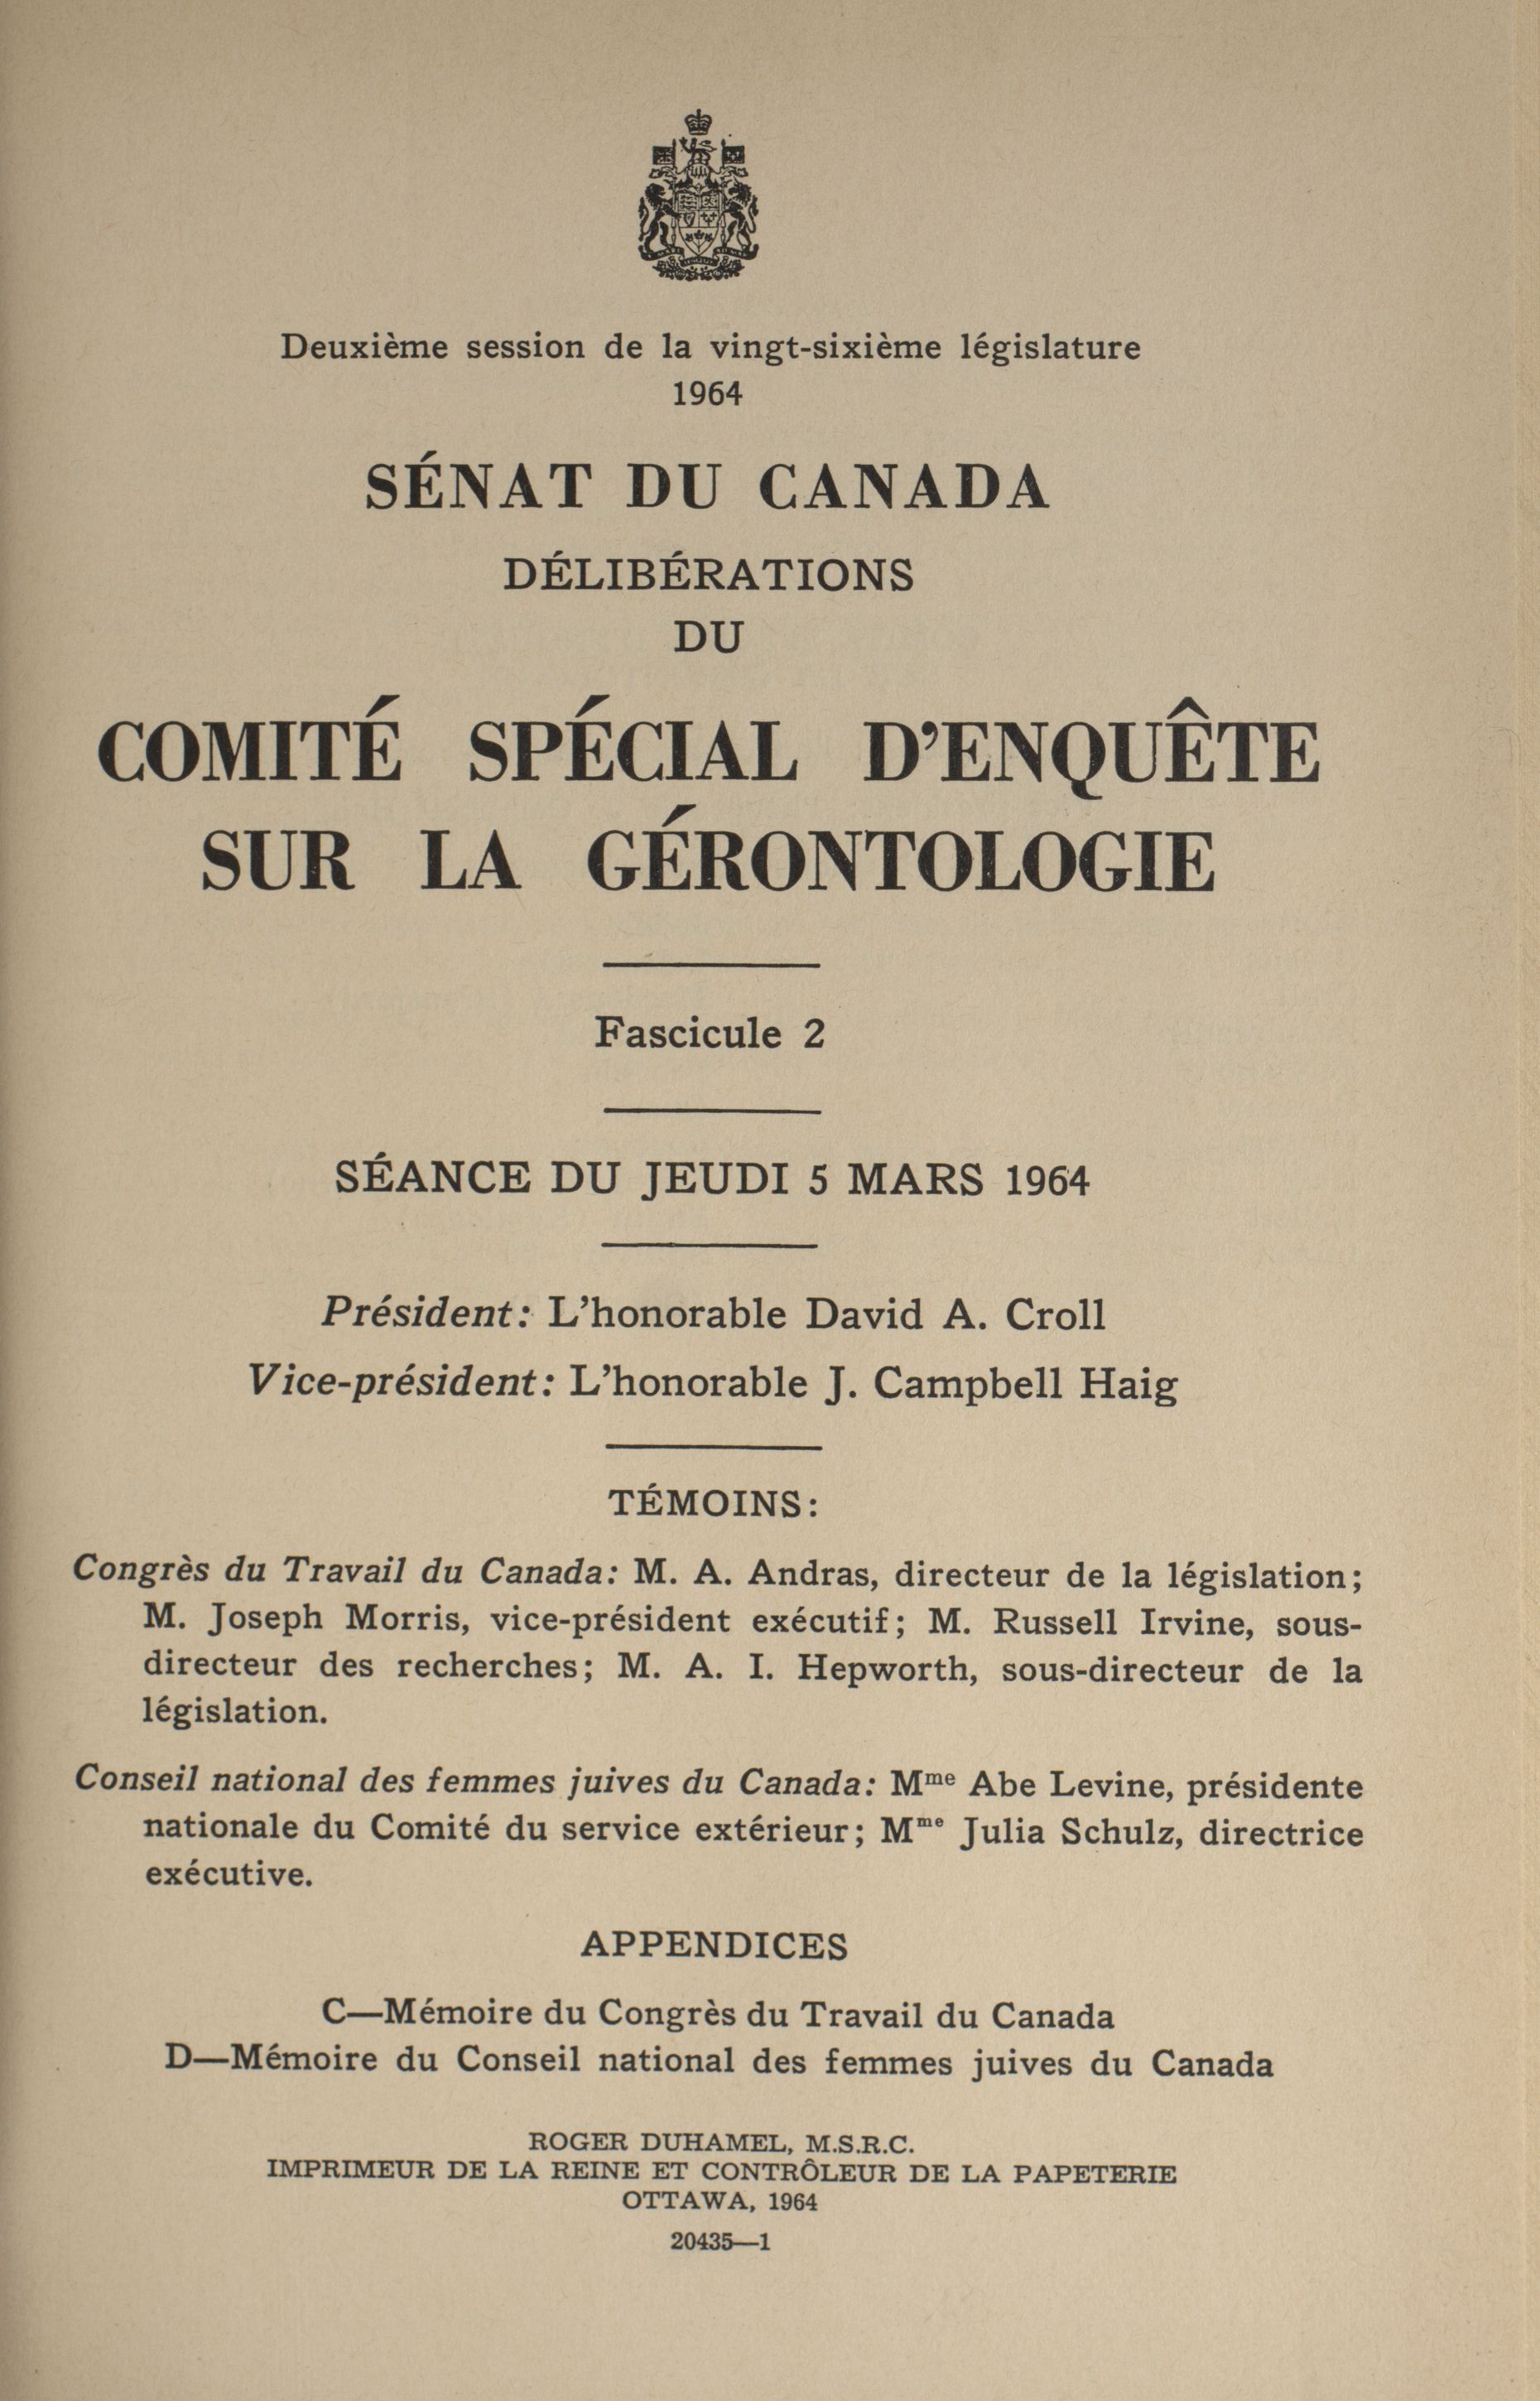 Deuxième session de la vingt-sixième législature
1964
SÉNAT DU CANADA
DÉLIBÉRATIONS
DU
COMITÉ SPÉCIAL D'ENQUÊTE
SUR LA GÉRONTOLOGIE
Fascicule 2
SÉANCE DU JEUDI 5 MARS 1964
Président: L'honorable David A. Croll
Vice-président: L'honorable J. Campbell Haig
TÉMOINS:
Congrès du Travail du Canada: M. A. Andras, directeur de la législation;
M. Joseph Morris, vice-président exécutif; M. Russell Irvine, sous-
directeur des recherches; M. A. I. Hepworth, sous-directeur de la
législation.
Conseil national des femmes juives du Canada: Mme Abe Levine, présidente
nationale du Comité du service extérieur; Mme Julia Schulz, directrice
exécutive.
APPENDICES
C—Mémoire du Congrès du Travail du Canada
D—Mémoire du Conseil national des femmes juives du Canada
ROGER DUHAMEL, M.S.R.C.
IMPRIMEUR DE LA REINE ET CONTRÔLEUR DE LA PAPETERIE
OTTAWA, 1964
20435—1